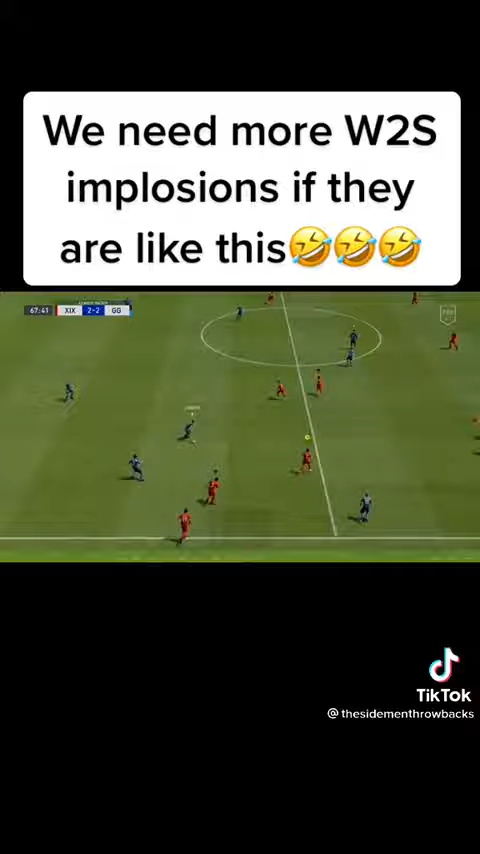 We need more W2S
implosions if they
are like this🤣🤣🤣
67:41 XIX 2-2 GG
TikTok
@thesidementhrowbacks